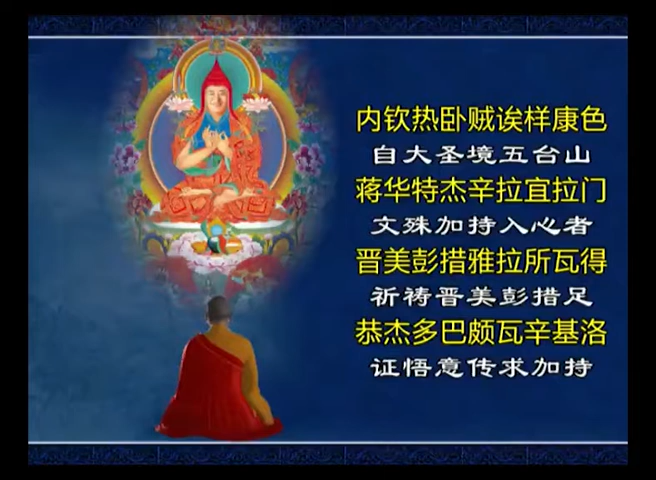 内钦热卧贼诶样康色
自大圣境五台山
蒋华特杰辛拉宜拉门
文殊加持入心者
晋美彭措雅拉所瓦得
祈祷晋美彭措足
恭杰多巴颇瓦辛基洛
证悟意传求加持